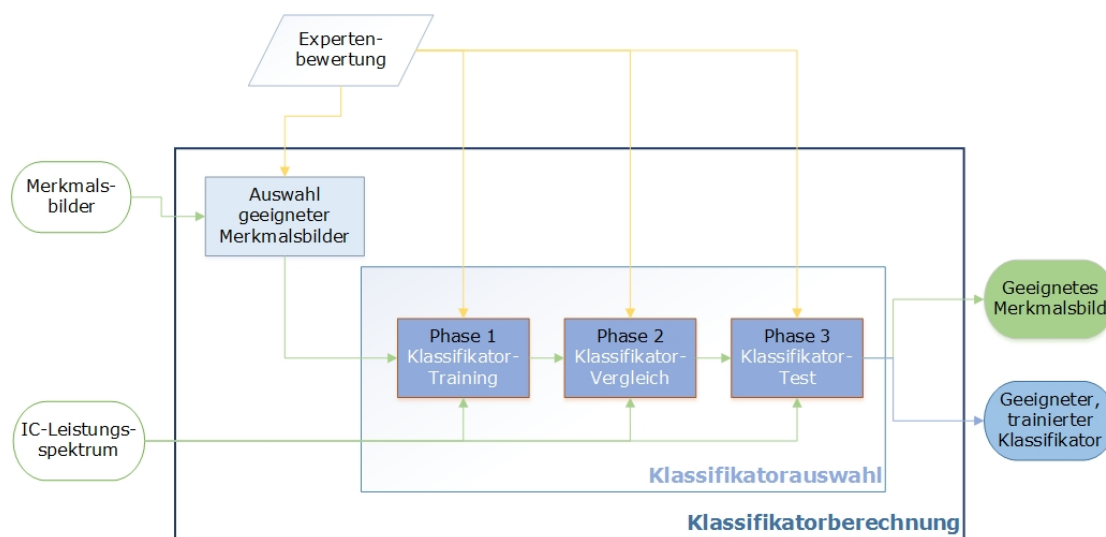 Experten-
bewertung
Merkmals-
bilder
Auswahl
geeigneter
Merkmalsbilder
Phase 1
Klassifikator-
Training
Phase 2
Klassifikator-
Vergleich
Phase 3
Klassifikator-
Test
Geeignetes
Merkmalsbild
Geeigneter,
trainierter
Klassifikator
IC-Leistungs-
spektrum
Klassifikatorauswahl
Klassifikatorberechnung